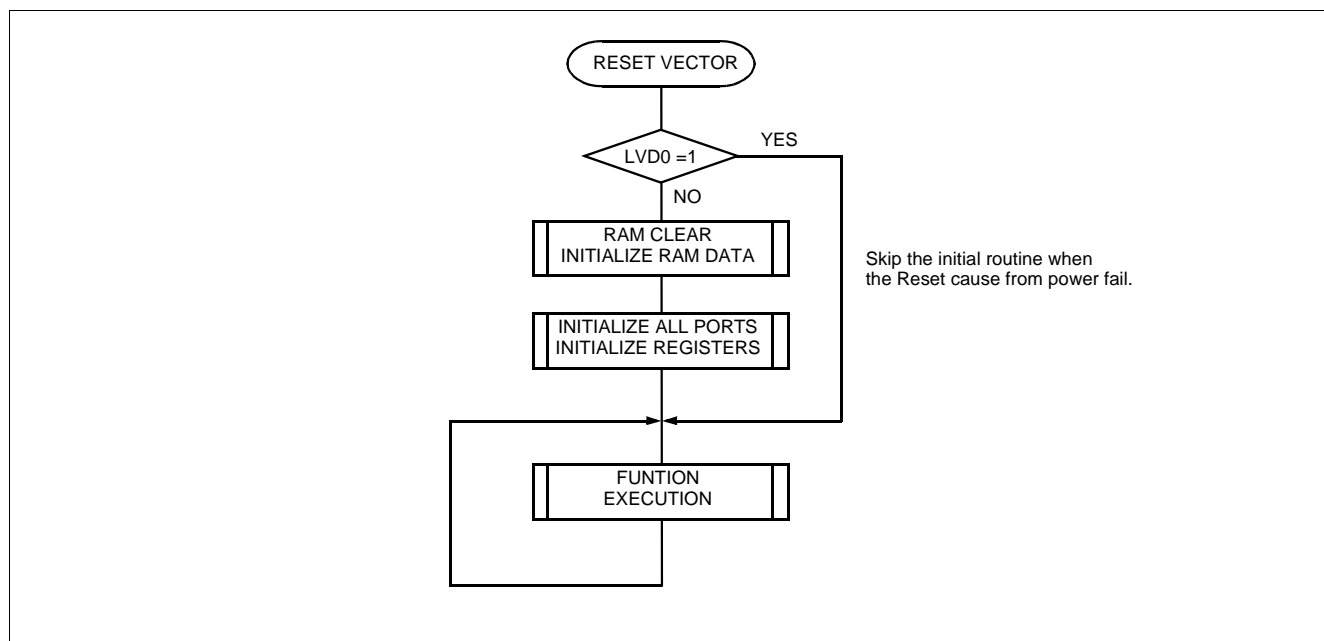 RESET VECTOR
LVD0 =1
YES
NO
RAM CLEAR
INITIALIZE RAM DATA
Skip the initial routine when
the Reset cause from power fail.
INITIALIZE ALL PORTS
INITIALIZE REGISTERS
FUNTION
EXECUTION